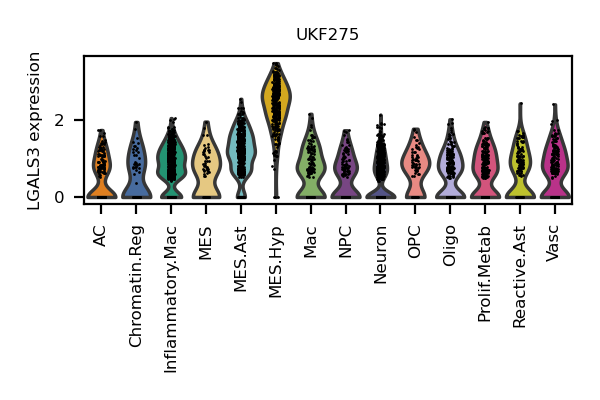 UKF275
LGALS3 expression
2
0
AC
Chromatin.Reg
Inflammatory.Mac
MES
MES.Ast
MES.Hyp
Mac
NPC
Neuron
OPC
Oligo
Prolif.Metab
Reactive.Ast
Vasc